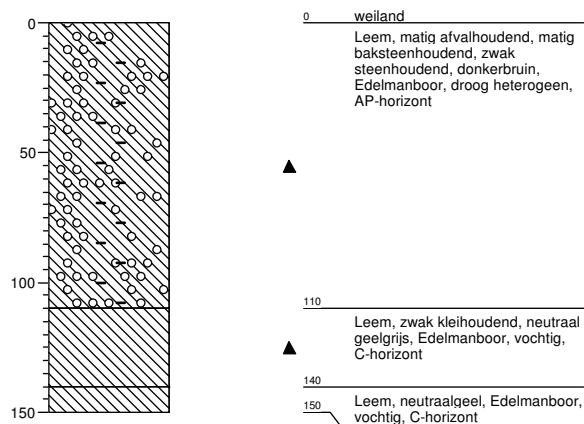 0
50
100
150
0 weiland
Leem, matig afvalhoudend, matig
baksteenhoudend, zwak
steenhoudend, donkerbruin,
Edelmanboor, droog heterogeen,
AP-horizont
110
Leem, zwak kleihoudend, neutraal
geelgrijs, Edelmanboor, vochtig,
C-horizont
140
Leem, neutraalgeel, Edelmanboor,
150
vochtig, C-horizont